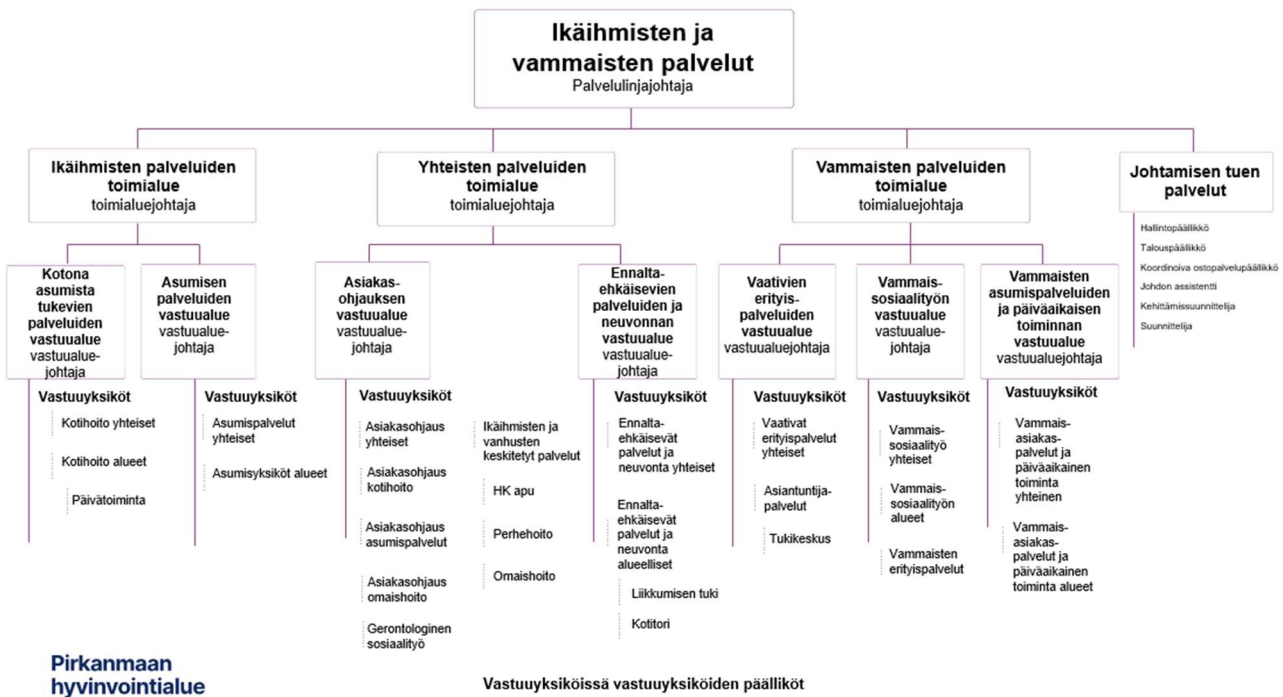 Ikäihmisten ja
vammaisten palvelut
Palvelulinjajohtaja
Ikäihmisten palveluiden
toimialue
toimialuejohtaja
Yhteisten palveluiden
toimialue
toimialuejohtaja
Vammaisten palveluiden
toimialue
toimialuejohtaja
Johtamisen tuen
palvelut
Hallintopäällikkö
Talouspäällikkö
Koordinoiva ostopalvelupäällikkö
Johdon assistentti
Kehittämissuunnittelija
Suunnittelija
Kotona
asumista
tukevien
palveluiden
vastuualue
vastuualue-
johtaja
Vastuuyksiköt
Kotihoito yhteiset
Kotihoito alueet
Päivätoiminta
Asumisen
palveluiden
vastuualue
vastuualue-
johtaja
Vastuuyksiköt
Asumispalvelut
yhteiset
Asumisyksiköt alueet
Asiakas-
ohjauksen
vastuualue
vastuualue-
johtaja
Vastuuyksiköt
Asiakasohjaus
yhteiset
Asiakasohjaus
kotihoito
Asiakasohjaus
asumispalvelut
Asiakasohjaus
omaishoito
Gerontologinen
sosiaalityö
Ikäihmisten ja
vanhusten
keskitetyt palvelut
HK apu
Perhehoito
Omaishoito
Ennalta-
ehkäisevien
palveluiden ja
neuvonnan
vastuualue
vastuualue-
johtaja
Vastuuyksiköt
Ennalta-
ehkäisevät
palvelut ja
neuvonta yhteiset
Ennalta-
ehkäisevät
palvelut ja
neuvonta
alueelliset
Liikkumisen tuki
Kotitori
Vaativien
erityis-
palveluiden
vastuualue
vastuualuejohtaja
Vastuuyksiköt
Vaativat
erityispalvelut
yhteiset
Asiantuntija-
palvelut
Tukikeskus
Vammais-
sosiaalityön
vastuualue
vastuualue-
johtaja
Vastuuyksiköt
Vammais-
sosiaalityö
yhteiset
Vammais-
sosiaalityön
alueet
Vammaisten
erityispalvelut
Vammaisten
asumispalveluiden
ja päiväaikaisen
toiminnan
vastuualue
vastuualuejohtaja
Vastuuyksiköt
Vammais-
asiakas-
palvelut ja
päiväaikainen
toiminta
yhteinen
Vammais-
asiakas-
palvelut ja
päiväaikainen
toiminta alueet
Pirkanmaan
hyvinvointialue
Vastuuyksiköissä vastuuyksiköiden päälliköt